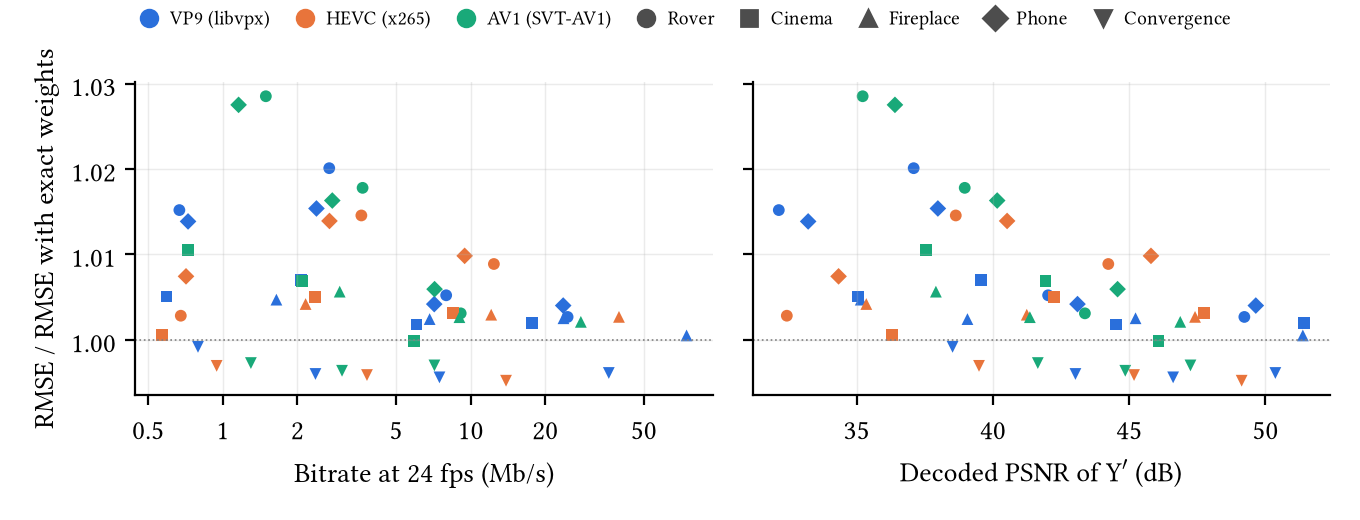 VP9 (libvpx) HEVC (x265) AV1 (SVT-AV1) Rover Cinema Fireplace Phone Convergence
RMSE / RMSE with exact weights
1.03
1.02
1.01
1.00
0.5 1 2 5 10 20 50
Bitrate at 24 fps (Mb/s)
35 40 45 50
Decoded PSNR of Y′ (dB)